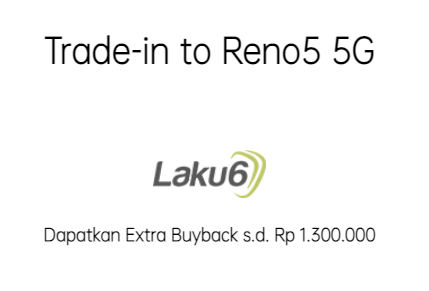 Trade-in to Reno5 5G
Laku6
Dapatkan Extra Buyback s.d. Rp 1.300.000